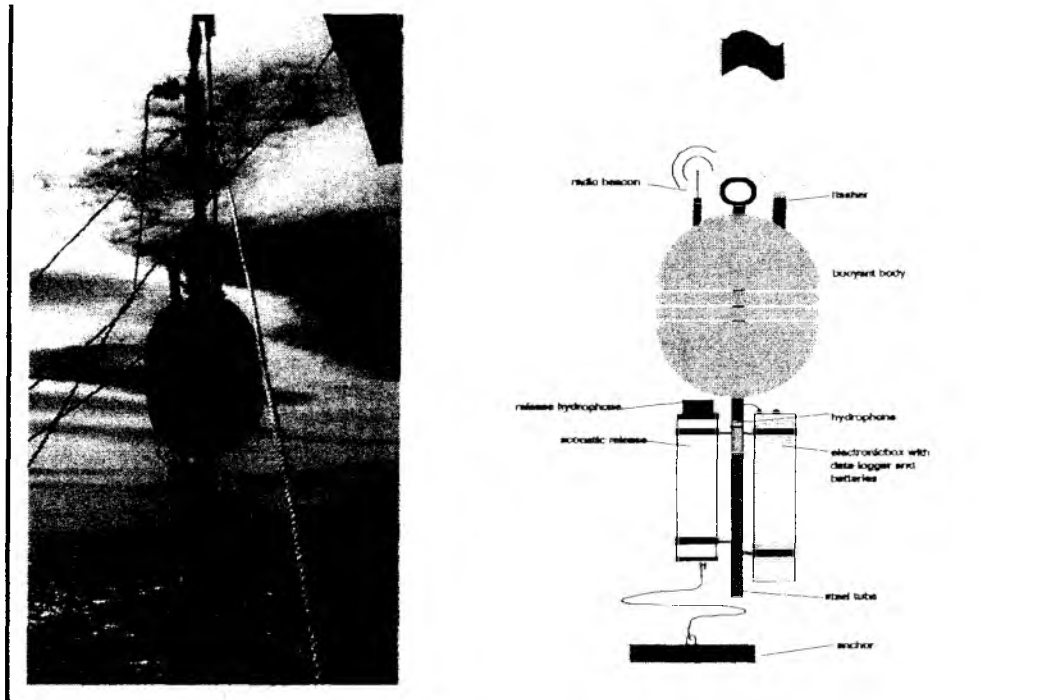 radio beacon
flasher
buoyant body
release hydrophone
hydrophone
acoustic release
electronicbox with
data logger and
batteries
steel tube
anchor